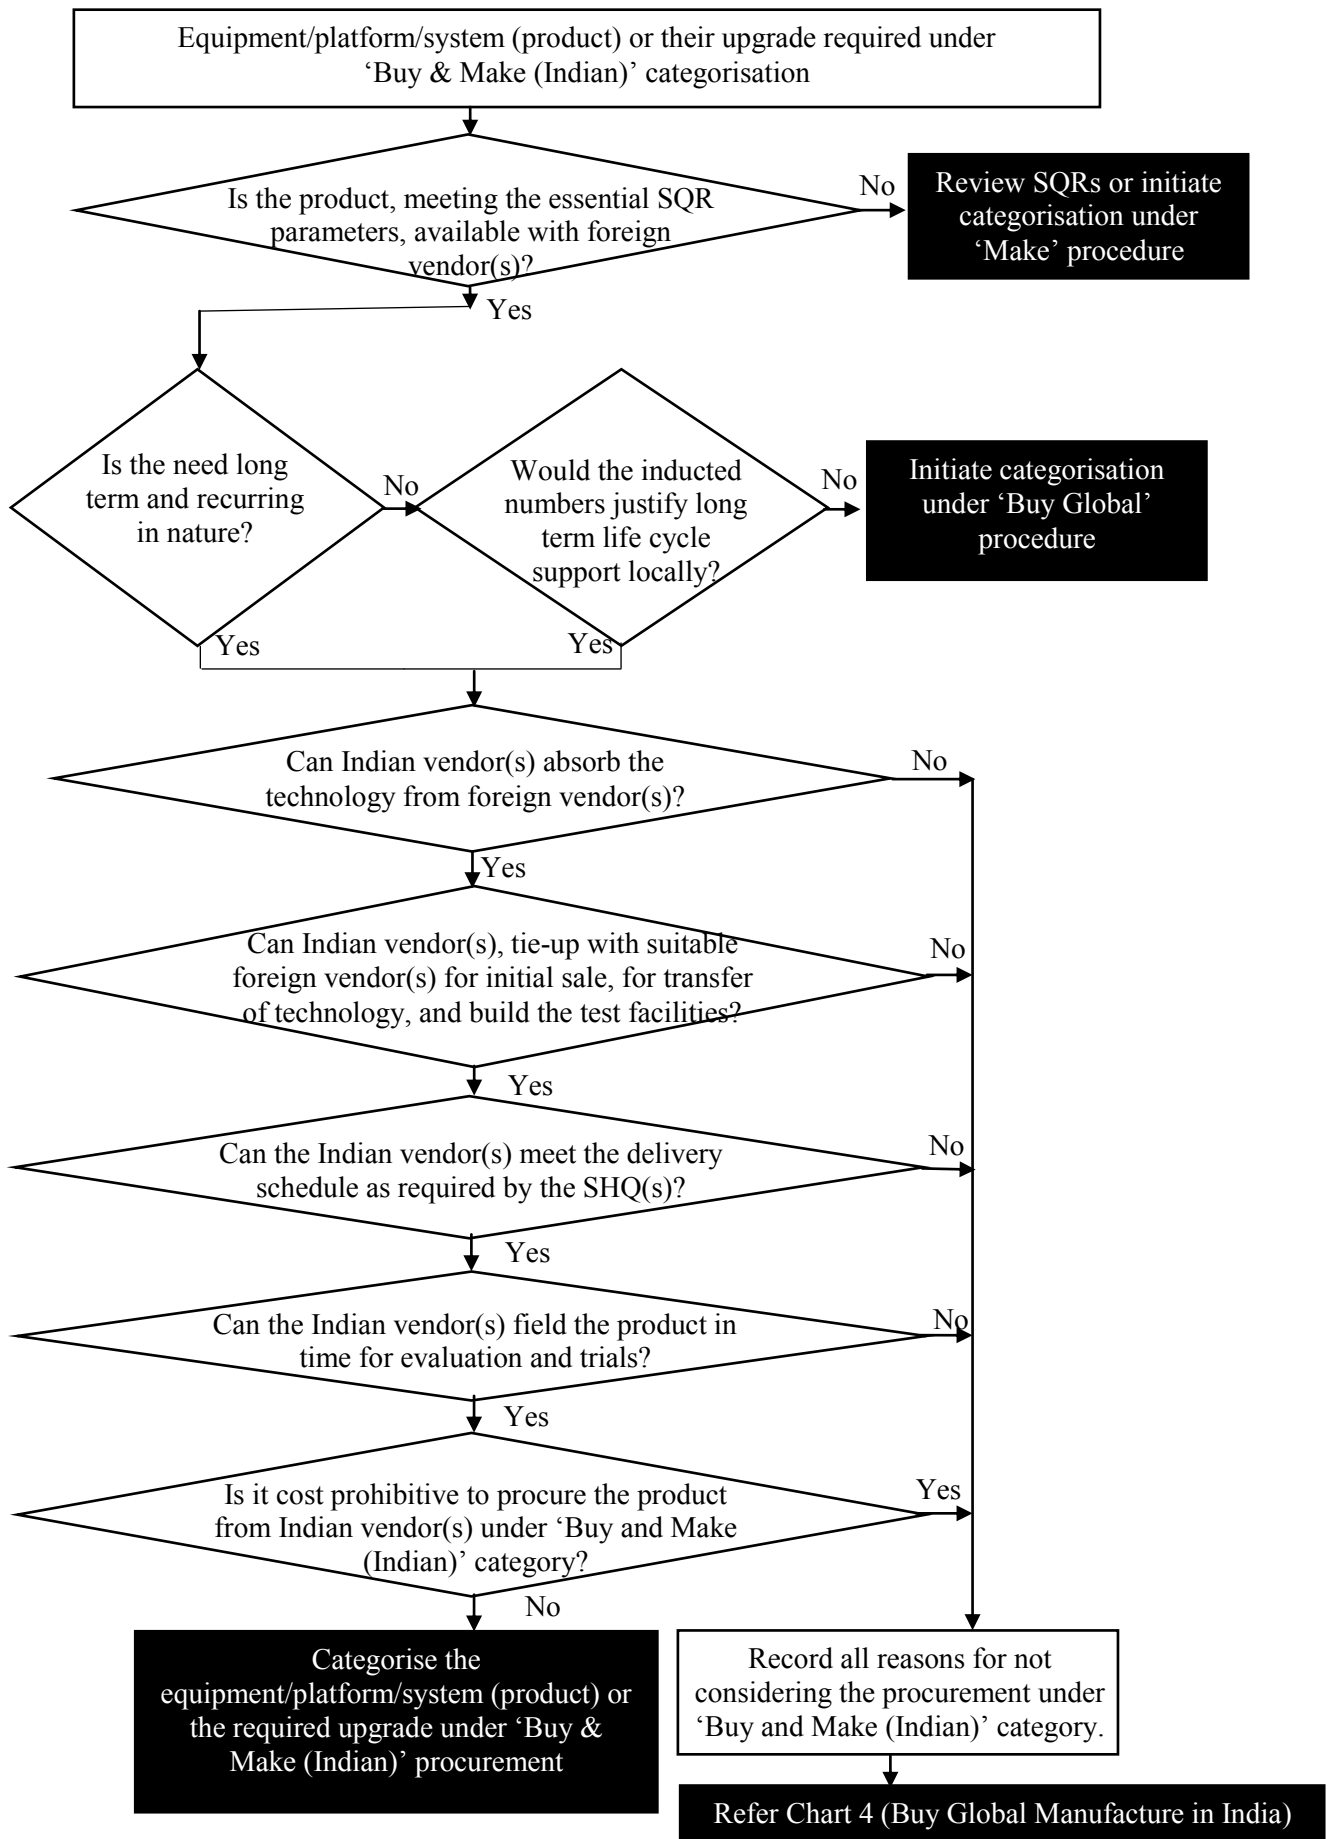 Equipment/platform/system (product) or their upgrade required under
‘Buy & Make (Indian)’ categorisation
Is the product, meeting the essential SQR
parameters, available with foreign
vendor(s)?
No
Review SQRs or initiate
categorisation under
‘Make’ procedure
Yes
Is the need long
term and recurring
in nature?
No
Would the inducted
numbers justify long
term life cycle
support locally?
No
Initiate categorisation
under ‘Buy Global’
procedure
Yes
Yes
Can Indian vendor(s) absorb the
technology from foreign vendor(s)?
No
Yes
Can Indian vendor(s), tie-up with suitable
foreign vendor(s) for initial sale, for transfer
of technology, and build the test facilities?
No
Yes
Can the Indian vendor(s) meet the delivery
schedule as required by the SHQ(s)?
No
Yes
Can the Indian vendor(s) field the product in
time for evaluation and trials?
No
Yes
Is it cost prohibitive to procure the product
from Indian vendor(s) under ‘Buy and Make
(Indian)’ category?
Yes
No
Categorise the
equipment/platform/system (product) or
the required upgrade under ‘Buy &
Make (Indian)’ procurement
Record all reasons for not
considering the procurement under
‘Buy and Make (Indian)’ category.
Refer Chart 4 (Buy Global Manufacture in India)